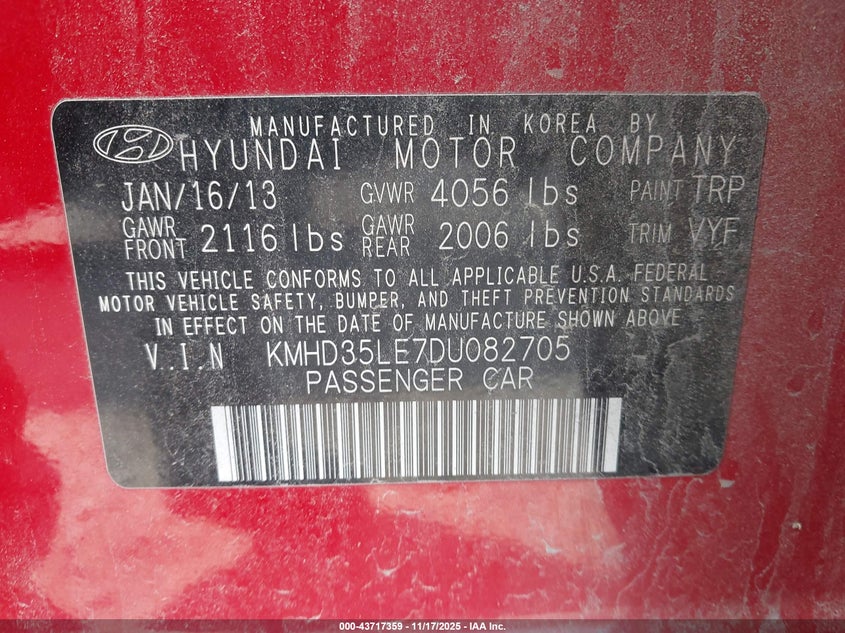 MANUFACTURED IN KOREA BY
HYUNDAI MOTOR COMPANY
JAN/16/13 GVWR 4056 lbs PAINT TRP
GAWR FRONT 2116 lbs GAWR REAR 2006 lbs TRIM VYF
THIS VEHICLE CONFORMS TO ALL APPLICABLE U.S.A. FEDERAL
MOTOR VEHICLE SAFETY, BUMPER, AND THEFT PREVENTION STANDARDS
IN EFFECT ON THE DATE OF MANUFACTURE SHOWN ABOVE
V.I.N KMHD35LE7DU082705
PASSENGER CAR
000-43717359 - 11/17/2025 - IAA Inc.